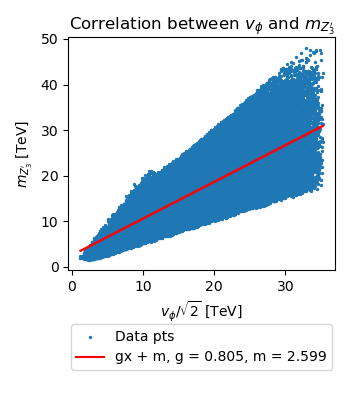 Correlation between $v_\phi$ and $m_{Z_3'}$
50
40
30
20
10
0
$m_{Z_3'}$ [TeV]
0 10 20 30
$v_\phi/\sqrt{2}$ [TeV]
Data pts
gx + m, g = 0.805, m = 2.599